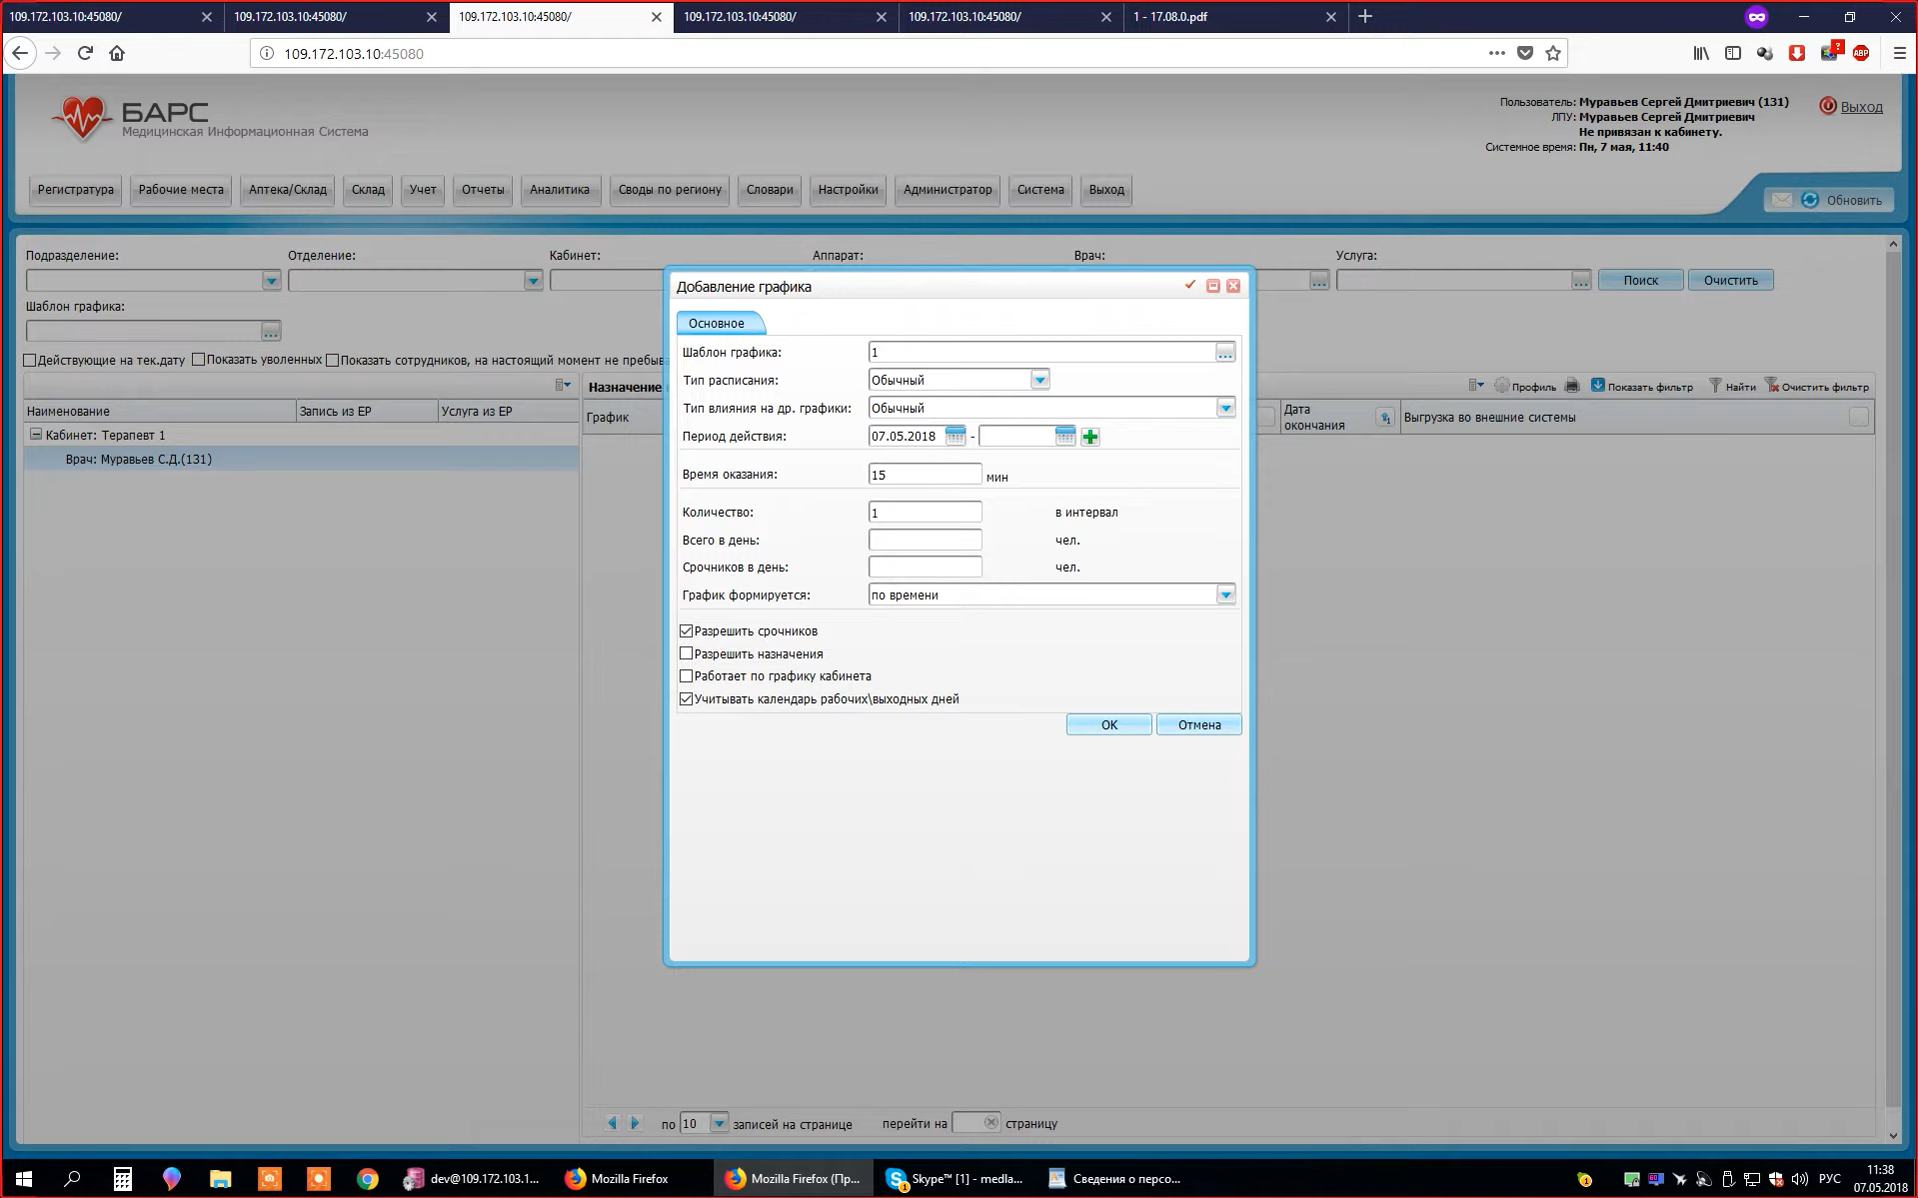 109.172.103.10:45080/
109.172.103.10:45080/
109.172.103.10:45080/
109.172.103.10:45080/
109.172.103.10:45080/
1 - 17.08.0.pdf
109.172.103.10:45080
ABP
БАРС
Медицинская Информационная Система
Пользователь: Муравьев Сергей Дмитриевич (131)
ЛПУ: Муравьев Сергей Дмитриевич
Не привязан к кабинету.
Системное время: Пн, 7 мая, 11:40
Выход
Регистратура
Рабочие места
Аптека/Склад
Склад
Учет
Отчеты
Аналитика
Своды по региону
Словари
Настройки
Администратор
Система
Выход
Обновить
Подразделение:
Отделение:
Кабинет:
Аппарат:
Врач:
Услуга:
Поиск
Очистить
Шаблон графика:
Действующие на тек.дату
Показать уволенных
Показать сотрудников, на настоящий момент не пребыв
Наименование
Запись из ЕР
Услуга из ЕР
Кабинет: Терапевт 1
Врач: Муравьев С.Д.(131)
Назначение
Профиль
Показать фильтр
Найти
Очистить фильтр
График
Дата окончания
Выгрузка во внешние системы
Добавление графика
Основное
Шаблон графика: 1
Тип расписания: Обычный
Тип влияния на др. графики: Обычный
Период действия: 07.05.2018 -
Время оказания: 15 мин
Количество: 1 в интервал
Всего в день: чел.
Срочников в день: чел.
График формируется: по времени
Разрешить срочников
Разрешить назначения
Работает по графику кабинета
Учитывать календарь рабочих\выходных дней
ОК
Отмена
по 10 записей на странице
перейти на страницу
dev@109.172.103.1...
Mozilla Firefox
Mozilla Firefox (Пр...
Skype™ [1] - medla...
Сведения о персо...
РУС
11:38
07.05.2018